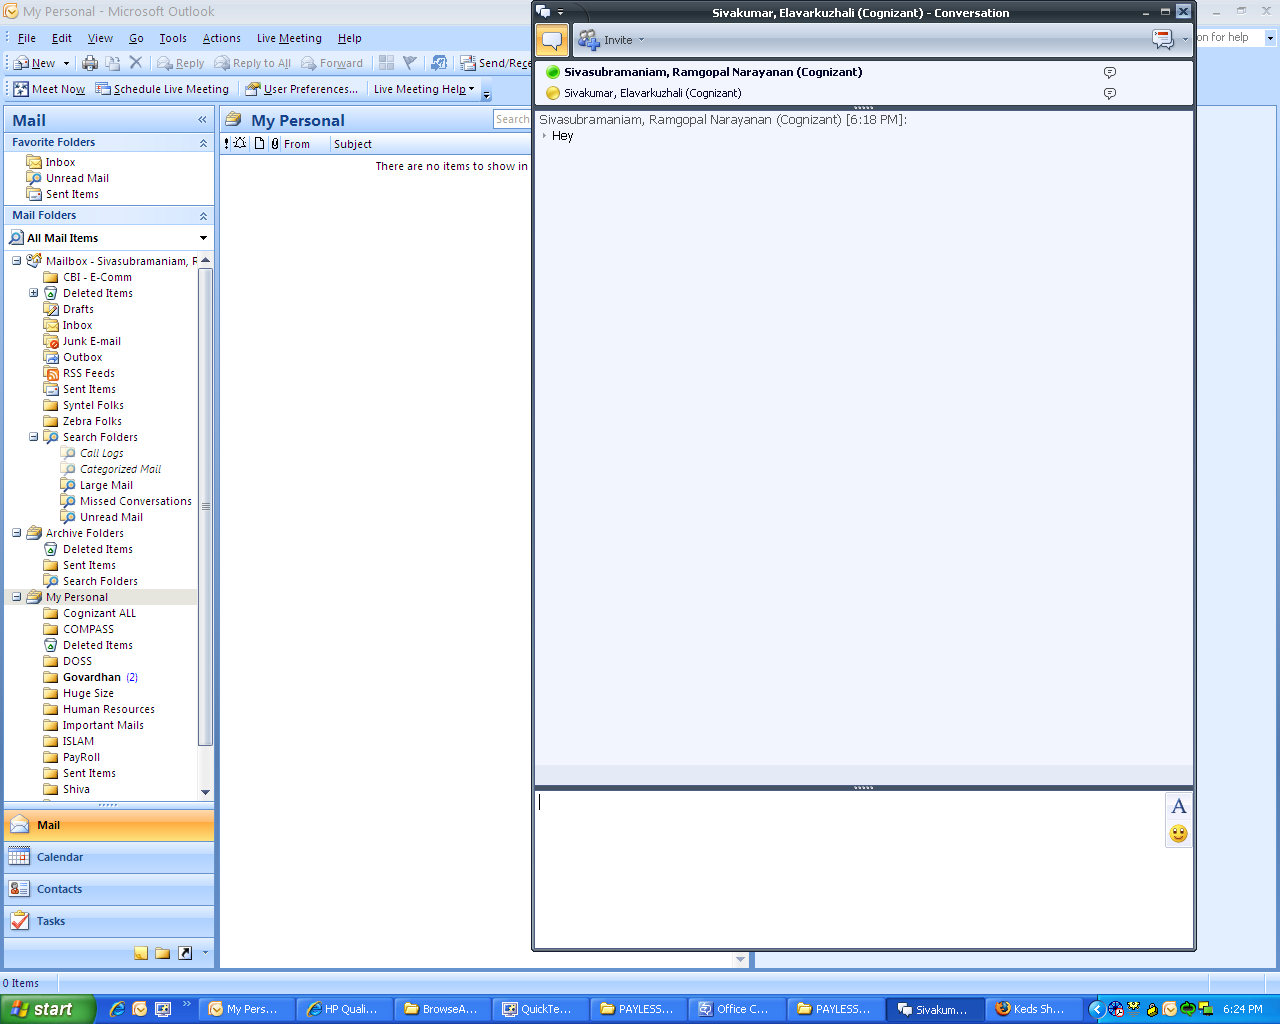 My Personal - Microsoft Outlook
File Edit View Go Tools Actions Live Meeting Help
New Reply Reply to All Forward Send/Rece
Meet Now Schedule Live Meeting User Preferences... Live Meeting Help
on for help
Mail «
Favorite Folders
Inbox
Unread Mail
Sent Items
Mail Folders
All Mail Items
Mailbox - Sivasubramaniam, R
CBI - E-Comm
Deleted Items
Drafts
Inbox
Junk E-mail
Outbox
RSS Feeds
Sent Items
Syntel Folks
Zebra Folks
Search Folders
Call Logs
Categorized Mail
Large Mail
Missed Conversations
Unread Mail
Archive Folders
Deleted Items
Sent Items
Search Folders
My Personal
Cognizant ALL
COMPASS
Deleted Items
DOSS
Govardhan (2)
Huge Size
Human Resources
Important Mails
ISLAM
PayRoll
Sent Items
Shiva
Mail
Calendar
Contacts
Tasks
0 Items
My Personal
Search
From Subject
There are no items to show in
Sivakumar, Elavarkuzhali (Cognizant) - Conversation
Invite
Sivasubramaniam, Ramgopal Narayanan (Cognizant)
Sivakumar, Elavarkuzhali (Cognizant)
Sivasubramaniam, Ramgopal Narayanan (Cognizant) [6:18 PM]:
Hey
A
start » My Pers... HP Quali... BrowseA... QuickTe... PAYLESS... Office C... PAYLESS... Sivakum... Keds Sh... 6:24 PM